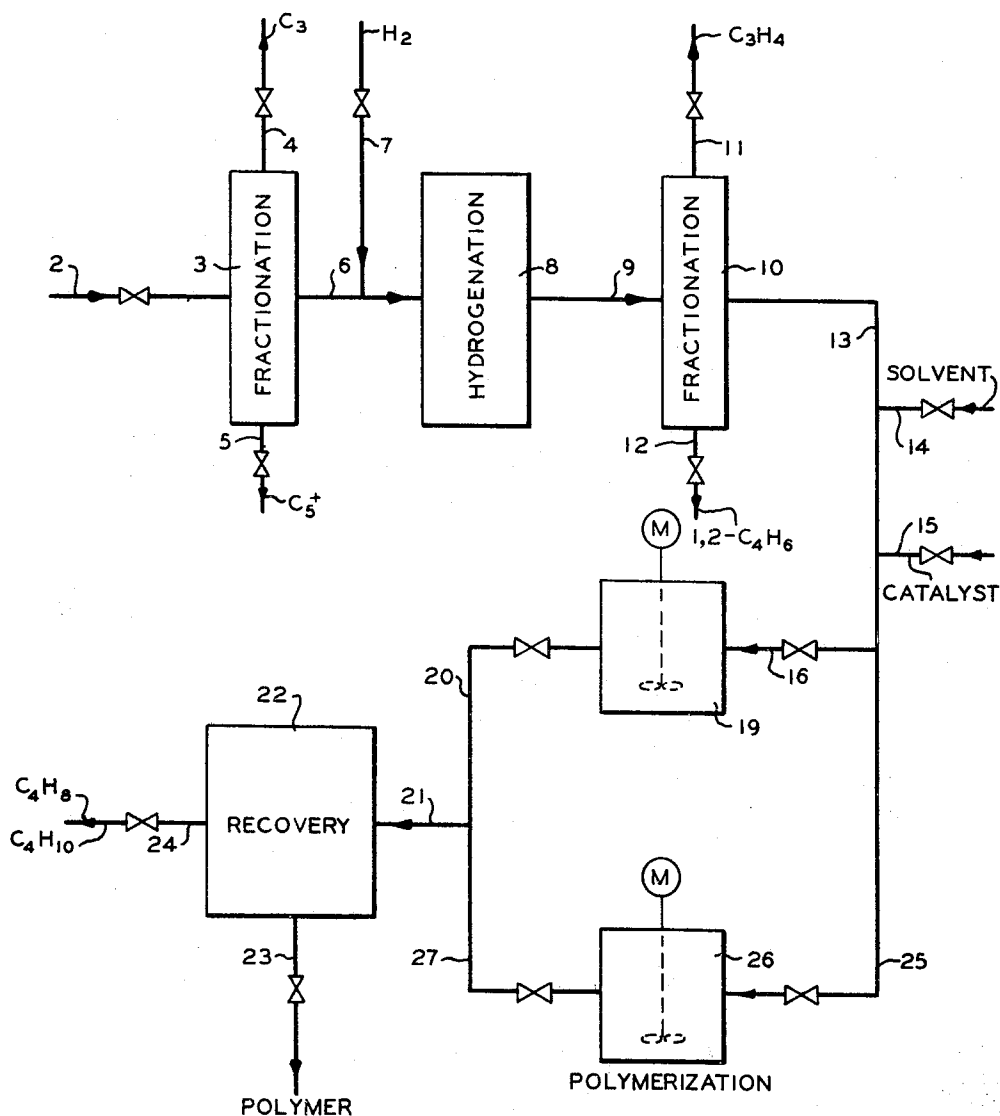 C3
H2
C3H4
4
7
11
FRACTIONATION
HYDROGENATION
FRACTIONATION
2
3
6
8
9
10
13
SOLVENT
5
12
14
C5+
M
1,2-C4H6
15
CATALYST
20
16
19
22
C4H8
C4H10
24
RECOVERY
21
M
23
27
26
25
POLYMERIZATION
POLYMER